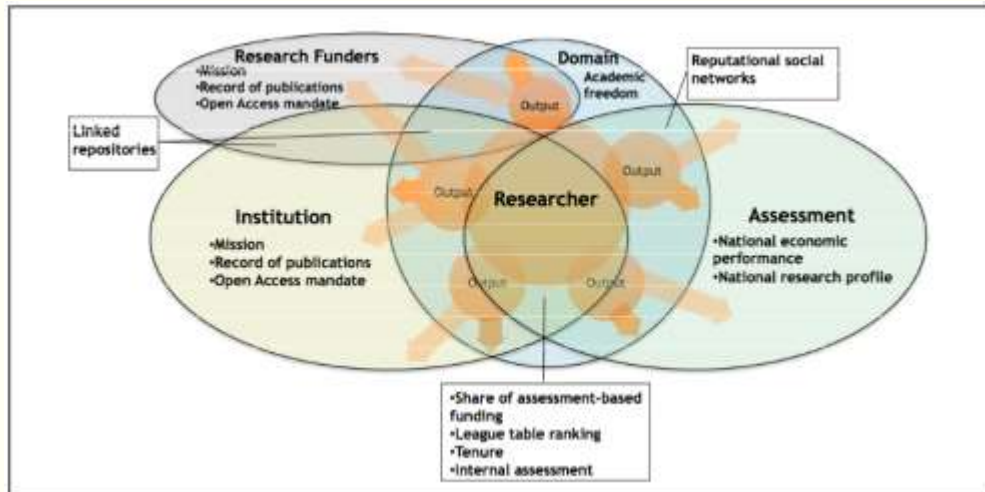 Research Funders
•Mission
•Record of publications
•Open Access mandate
Domain
Academic
freedom
Reputational social
networks
Output
Linked
repositories
Output
Output
Researcher
Institution
•Mission
•Record of publications
•Open Access mandate
Assessment
•National economic
performance
•National research profile
Output
Output
•Share of assessment-based
funding
•League table ranking
•Tenure
•Internal assessment